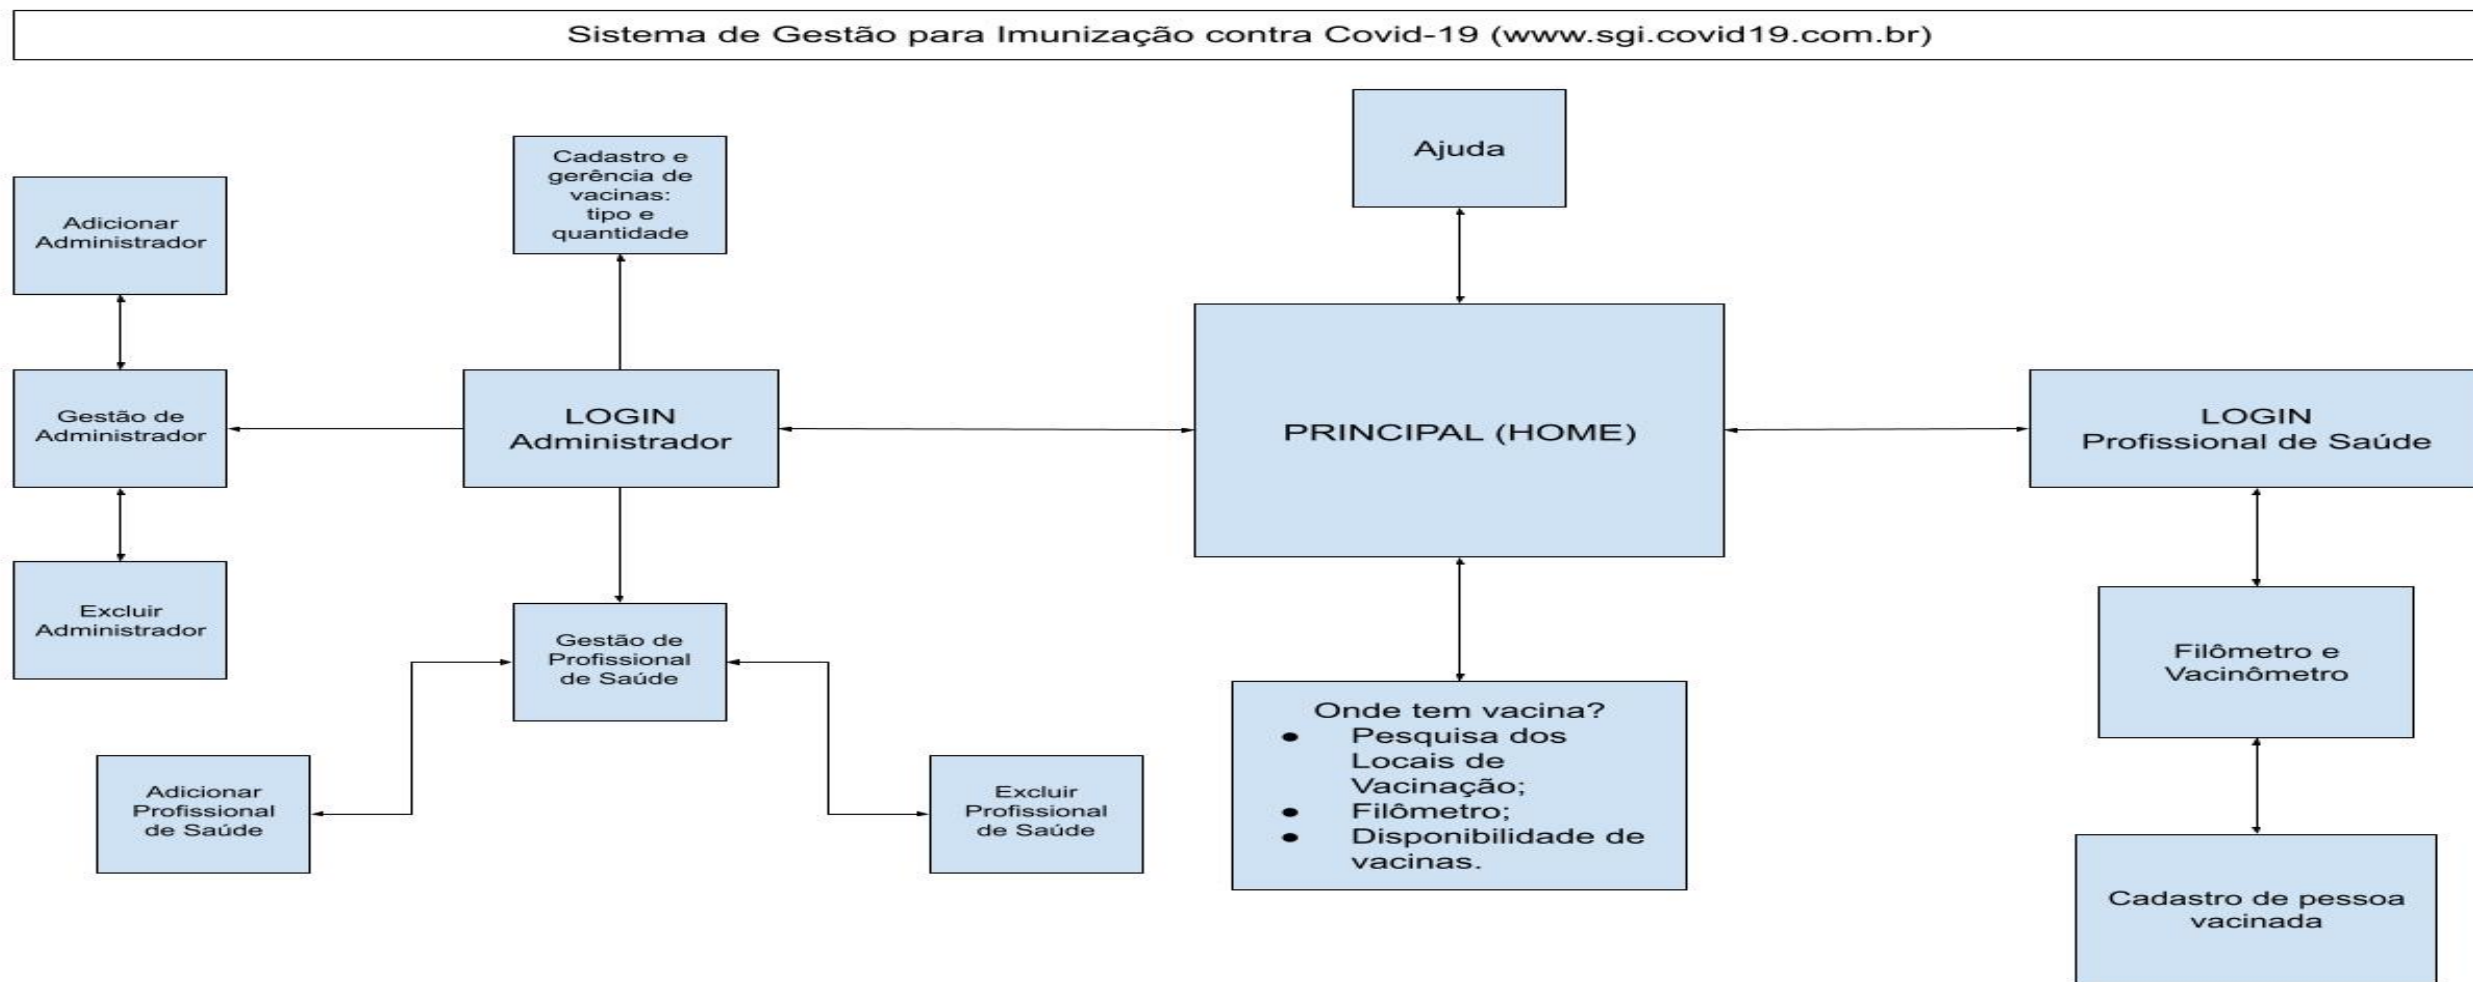 Sistema de Gestão para Imunização contra Covid-19 (www.sgi.covid19.com.br)
Ajuda
Cadastro e
gerência de
vacinas:
tipo e
quantidade
Adicionar
Administrador
Gestão de
Administrador
LOGIN
Administrador
PRINCIPAL (HOME)
LOGIN
Profissional de Saúde
Excluir
Administrador
Gestão de
Profissional
de Saúde
Filômetro e
Vacinômetro
Onde tem vacina?
● Pesquisa dos
Locais de
Vacinação;
● Filômetro;
● Disponibilidade de
vacinas.
Adicionar
Profissional
de Saúde
Excluir
Profissional
de Saúde
Cadastro de pessoa
vacinada